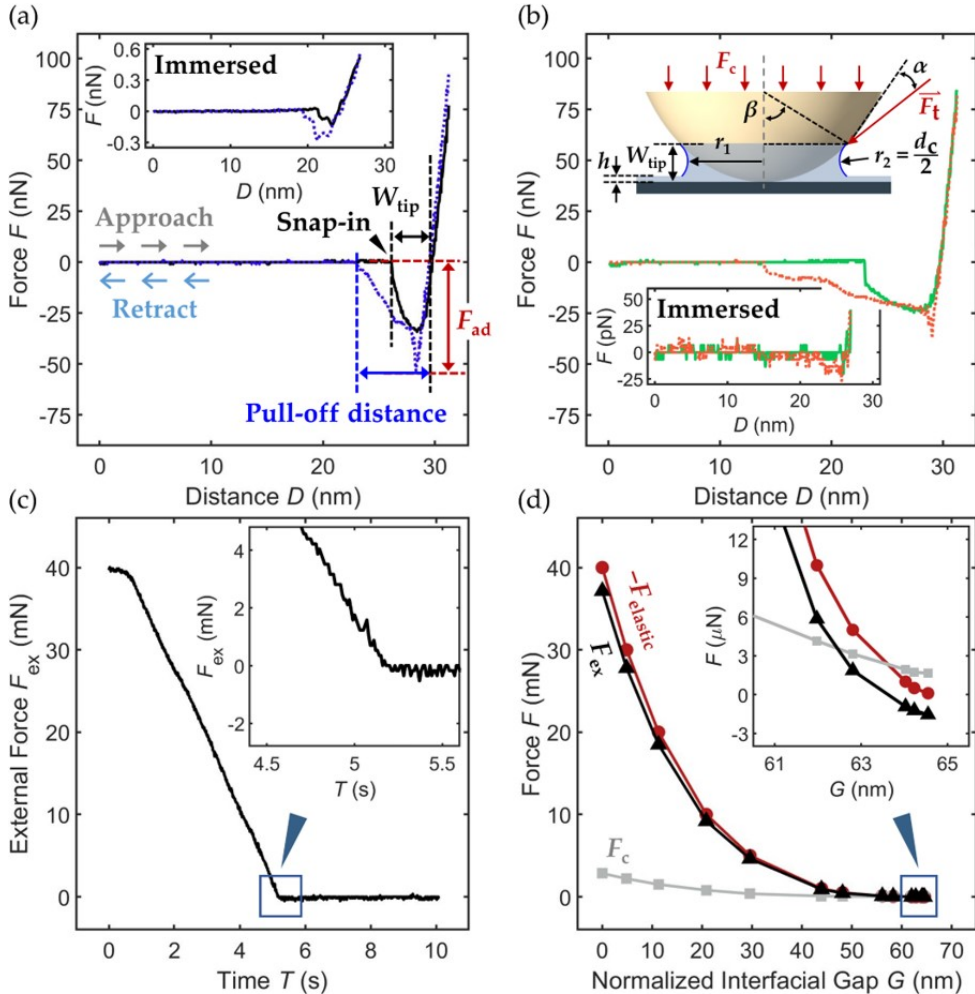 (a)
100
75
50
25
0
-25
-50
-75
Force F (nN)
0.6
0.3
0
-0.3
F (nN)
Immersed
0 10 20 30
D (nm)
Approach
Retract
Snap-in
W_tip
F_ad
Pull-off distance
0 10 20 30
Distance D (nm)
(b)
100
75
50
25
0
-25
-50
-75
Force F (nN)
F_c
α
F_t
β
r_1
W_tip
h
r_2 = d_c/2
Immersed
50
25
0
-25
F (pN)
0 10 20 30
D (nm)
0 10 20 30
Distance D (nm)
(c)
40
30
20
10
0
External Force F_ex (mN)
4
2
0
-2
F_ex (mN)
4.5 5 5.5
T (s)
0 2 4 6 8 10
Time T (s)
(d)
40
30
20
10
0
Force F (mN)
-F_elastic
F_ex
F_c
12
9
6
3
0
-3
F (μN)
61 63 65
G (nm)
0 10 20 30 40 50 60 70
Normalized Interfacial Gap G (nm)